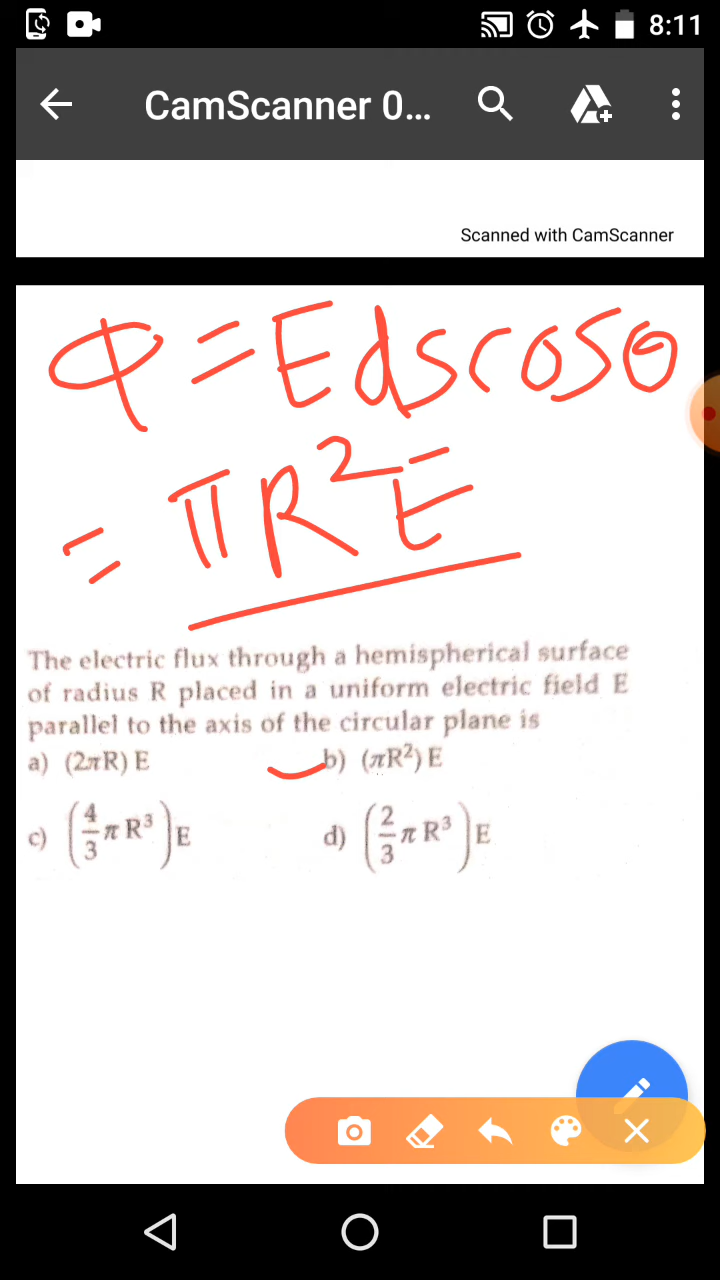 8:11
CamScanner 0...
Scanned with CamScanner
Φ = E ds cosθ
= πR²E
The electric flux through a hemispherical surface
of radius R placed in a uniform electric field E
parallel to the axis of the circular plane is
a) (2πR) E b) (πR²) E
c) (4/3 π R³) E d) (2/3 π R³) E